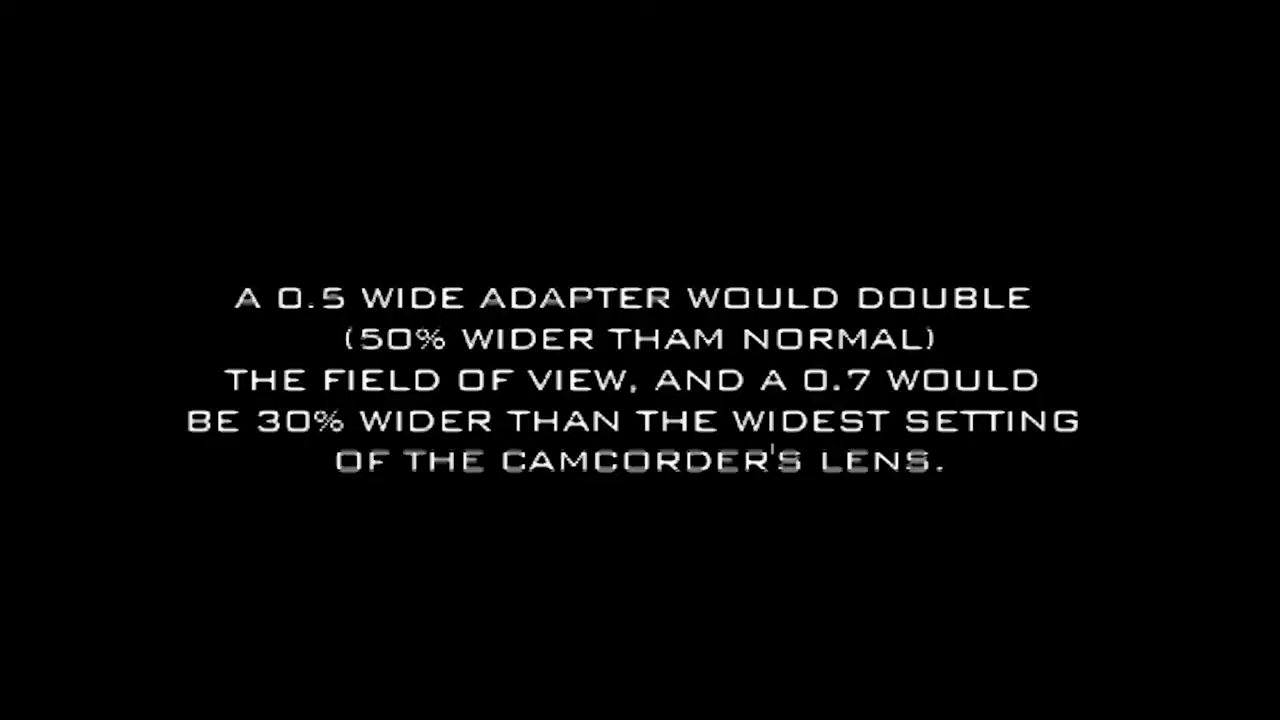 A 0.5 WIDE ADAPTER WOULD DOUBLE
(50% WIDER THAM NORMAL)
THE FIELD OF VIEW, AND A 0.7 WOULD
BE 30% WIDER THAN THE WIDEST SETTING
OF THE CAMCORDER'S LENS.